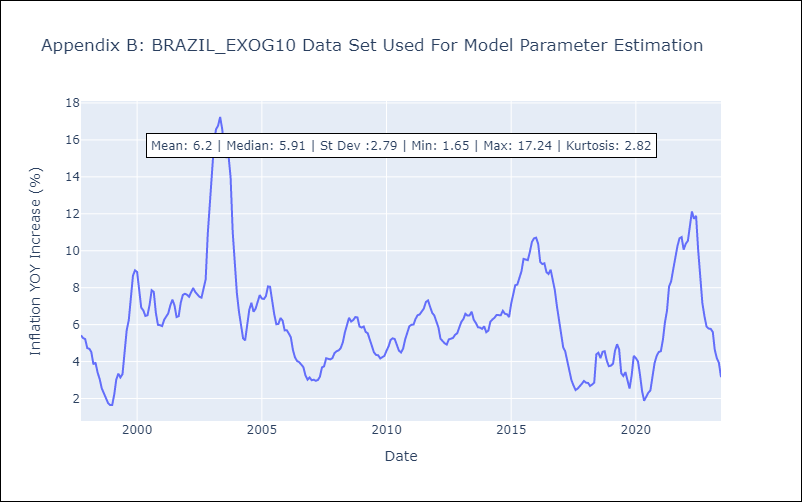 Appendix B: BRAZIL_EXOG10 Data Set Used For Model Parameter Estimation
18
16
Mean: 6.2 | Median: 5.91 | St Dev :2.79 | Min: 1.65 | Max: 17.24 | Kurtosis: 2.82
14
12
10
8
6
4
2
Inflation YOY Increase (%)
2000 2005 2010 2015 2020
Date